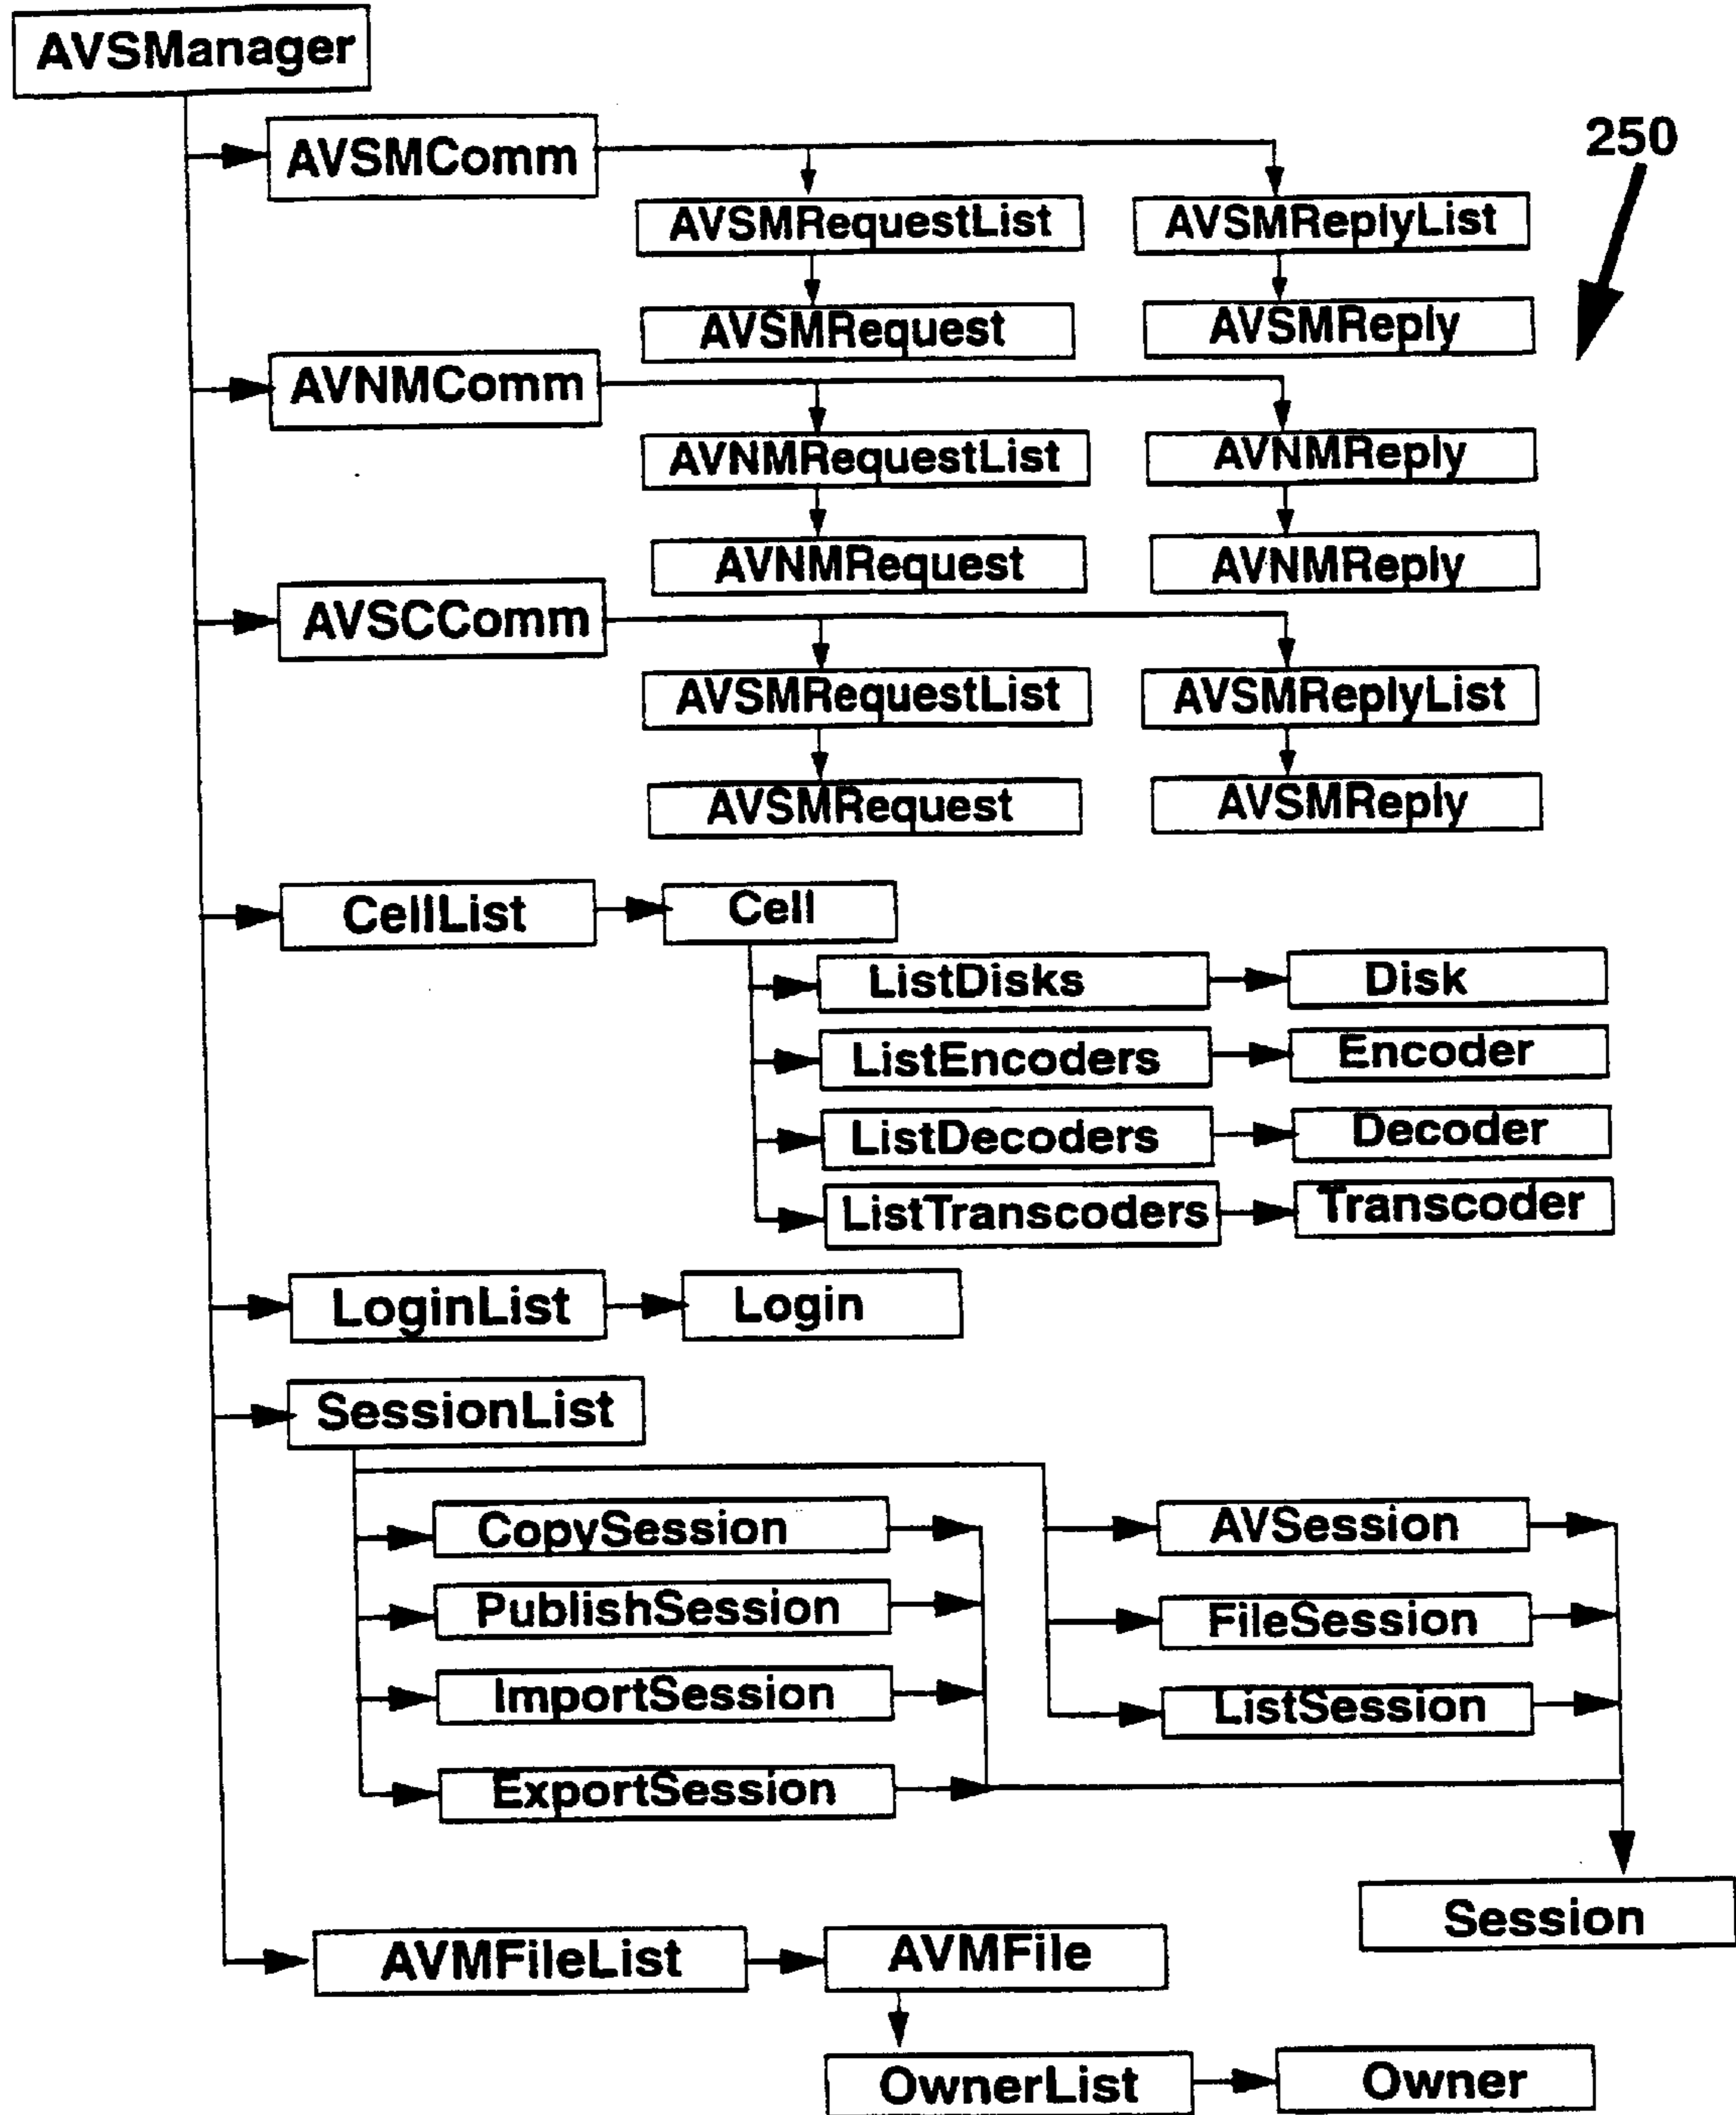 AVSManager
AVSMComm
250
AVSMRequestList
AVSMReplyList
AVSMRequest
AVSMReply
AVNMComm
AVNMRequestList
AVNMReply
AVNMRequest
AVNMReply
AVSCComm
AVSMRequestList
AVSMReplyList
AVSMRequest
AVSMReply
CellList
Cell
ListDisks
Disk
ListEncoders
Encoder
ListDecoders
Decoder
ListTranscoders
Transcoder
LoginList
Login
SessionList
CopySession
AVSession
PublishSession
FileSession
ImportSession
ListSession
ExportSession
Session
AVMFileList
AVMFile
OwnerList
Owner